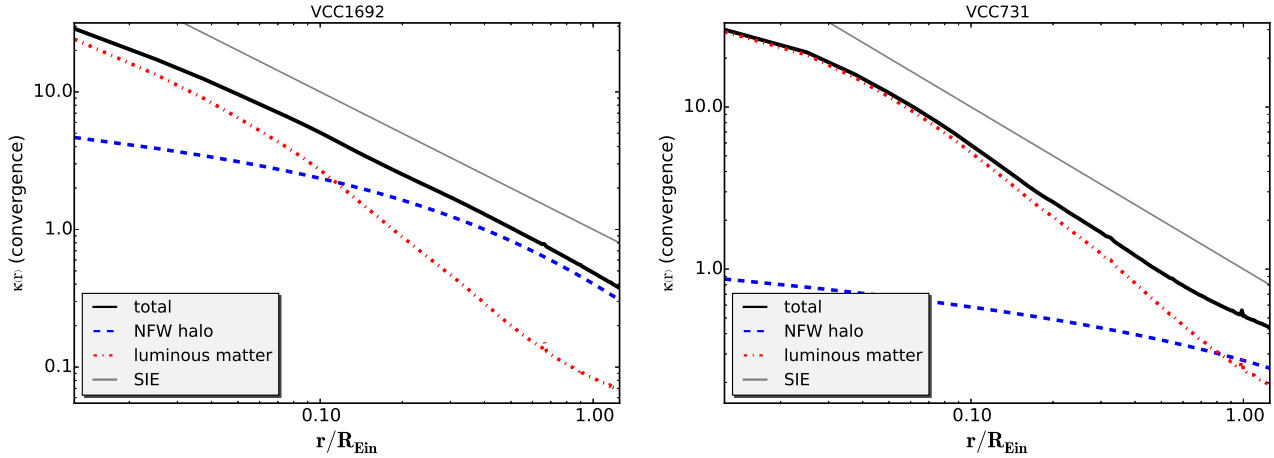 VCC1692
κ(r) (convergence)
10.0
1.0
0.1
total
NFW halo
luminous matter
SIE
0.10
1.00
r/R_Ein
VCC731
κ(r) (convergence)
10.0
1.0
total
NFW halo
luminous matter
SIE
0.10
1.00
r/R_Ein